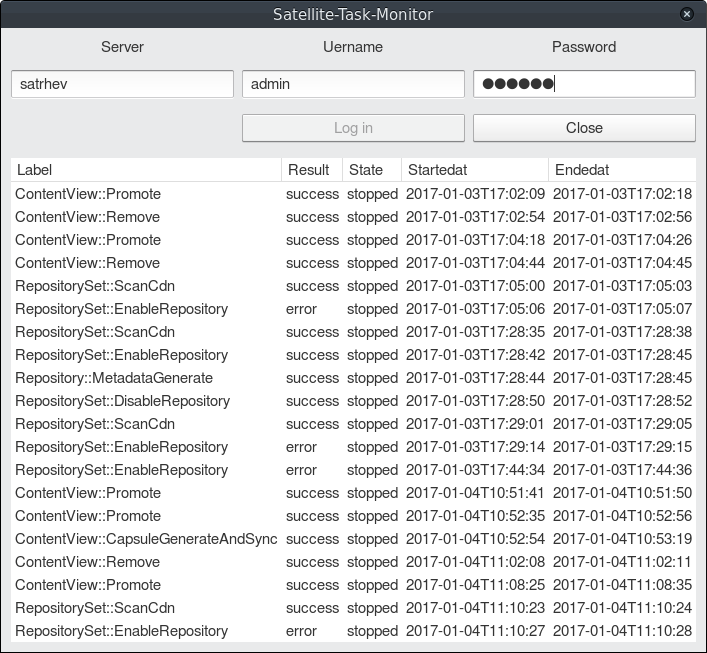 Satellite-Task-Monitor
Server Uername Password
satrhev admin ●●●●●●
Log in Close
Label Result State Startedat Endedat
ContentView::Promote success stopped 2017-01-03T17:02:09 2017-01-03T17:02:18
ContentView::Remove success stopped 2017-01-03T17:02:54 2017-01-03T17:02:56
ContentView::Promote success stopped 2017-01-03T17:04:18 2017-01-03T17:04:26
ContentView::Remove success stopped 2017-01-03T17:04:44 2017-01-03T17:04:45
RepositorySet::ScanCdn success stopped 2017-01-03T17:05:00 2017-01-03T17:05:03
RepositorySet::EnableRepository error stopped 2017-01-03T17:05:06 2017-01-03T17:05:07
RepositorySet::ScanCdn success stopped 2017-01-03T17:28:35 2017-01-03T17:28:38
RepositorySet::EnableRepository success stopped 2017-01-03T17:28:42 2017-01-03T17:28:45
Repository::MetadataGenerate success stopped 2017-01-03T17:28:44 2017-01-03T17:28:45
RepositorySet::DisableRepository success stopped 2017-01-03T17:28:50 2017-01-03T17:28:52
RepositorySet::ScanCdn success stopped 2017-01-03T17:29:01 2017-01-03T17:29:05
RepositorySet::EnableRepository error stopped 2017-01-03T17:29:14 2017-01-03T17:29:15
RepositorySet::EnableRepository error stopped 2017-01-03T17:44:34 2017-01-03T17:44:36
ContentView::Promote success stopped 2017-01-04T10:51:41 2017-01-04T10:51:50
ContentView::Promote success stopped 2017-01-04T10:52:35 2017-01-04T10:52:56
ContentView::CapsuleGenerateAndSync success stopped 2017-01-04T10:52:54 2017-01-04T10:53:19
ContentView::Remove success stopped 2017-01-04T11:02:08 2017-01-04T11:02:11
ContentView::Promote success stopped 2017-01-04T11:08:25 2017-01-04T11:08:35
RepositorySet::ScanCdn success stopped 2017-01-04T11:10:23 2017-01-04T11:10:24
RepositorySet::EnableRepository error stopped 2017-01-04T11:10:27 2017-01-04T11:10:28